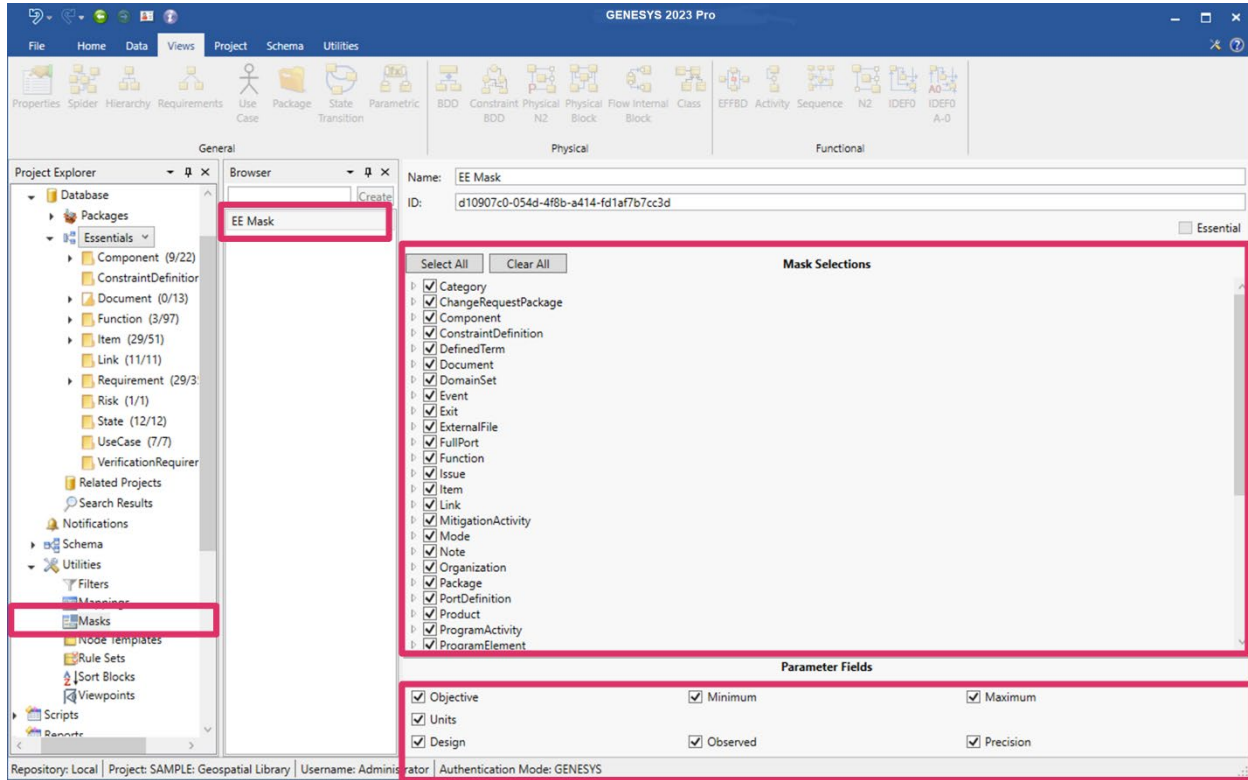 GENESYS 2023 Pro
File Home Data Views Project Schema Utilities
Properties Spider Hierarchy Requirements Use Case Package State Transition Parametric
BDD Constraint BDD Physical N2 Physical Block Flow Internal Block Class
EFFBD Activity Sequence N2 IDEF0 IDEF0 A-0
General Physical Functional
Project Explorer
Database
Packages
Essentials
Component (9/22)
ConstraintDefinition
Document (0/13)
Function (3/97)
Item (29/51)
Link (11/11)
Requirement (29/3
Risk (1/1)
State (12/12)
UseCase (7/7)
VerificationRequirer
Related Projects
Search Results
Notifications
Schema
Utilities
Filters
Mappings
Masks
Node Templates
Rule Sets
Sort Blocks
Viewpoints
Scripts
Reports
Browser
Create
EE Mask
Name: EE Mask
ID: d10907c0-054d-4f8b-a414-fd1af7b7cc3d
Essential
Select All Clear All Mask Selections
Category
ChangeRequestPackage
Component
ConstraintDefinition
DefinedTerm
Document
DomainSet
Event
Exit
ExternalFile
FullPort
Function
Issue
Item
Link
MitigationActivity
Mode
Note
Organization
Package
PortDefinition
Product
ProgramActivity
ProgramElement
Parameter Fields
Objective Minimum Maximum
Units
Design Observed Precision
Repository: Local Project: SAMPLE: Geospatial Library Username: Administrator Authentication Mode: GENESYS